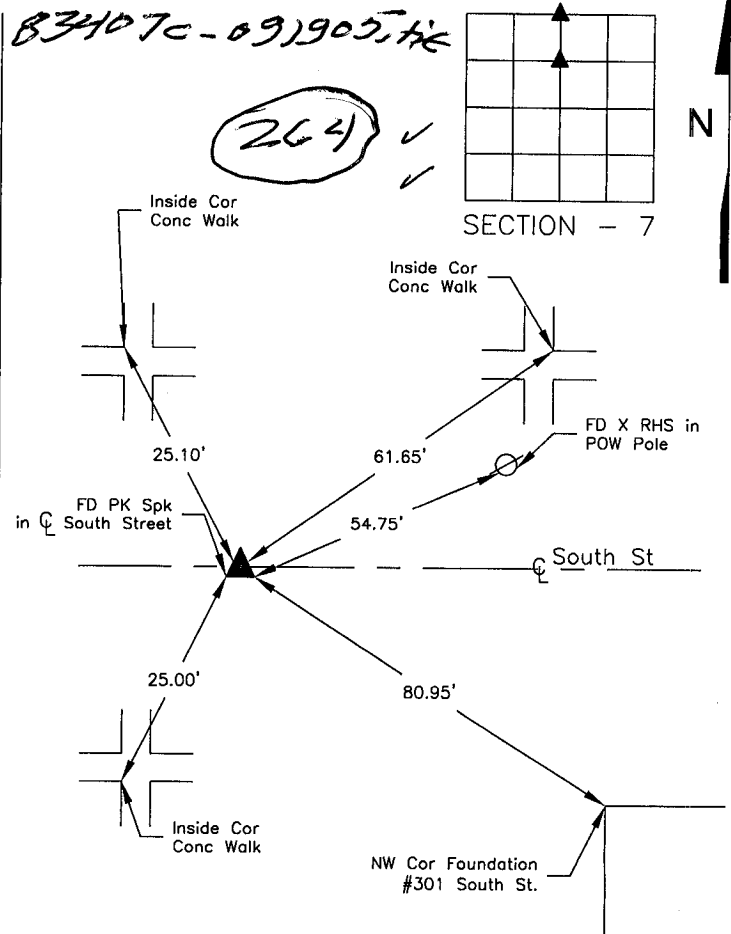 83407c-091905.tic
264 ✓
✓
N
SECTION - 7
Inside Cor
Conc Walk
Inside Cor
Conc Walk
FD X RHS in
POW Pole
25.10'
61.65'
FD PK Spk
in ℄ South Street
54.75'
℄ South St
25.00'
80.95'
Inside Cor
Conc Walk
NW Cor Foundation
#301 South St.